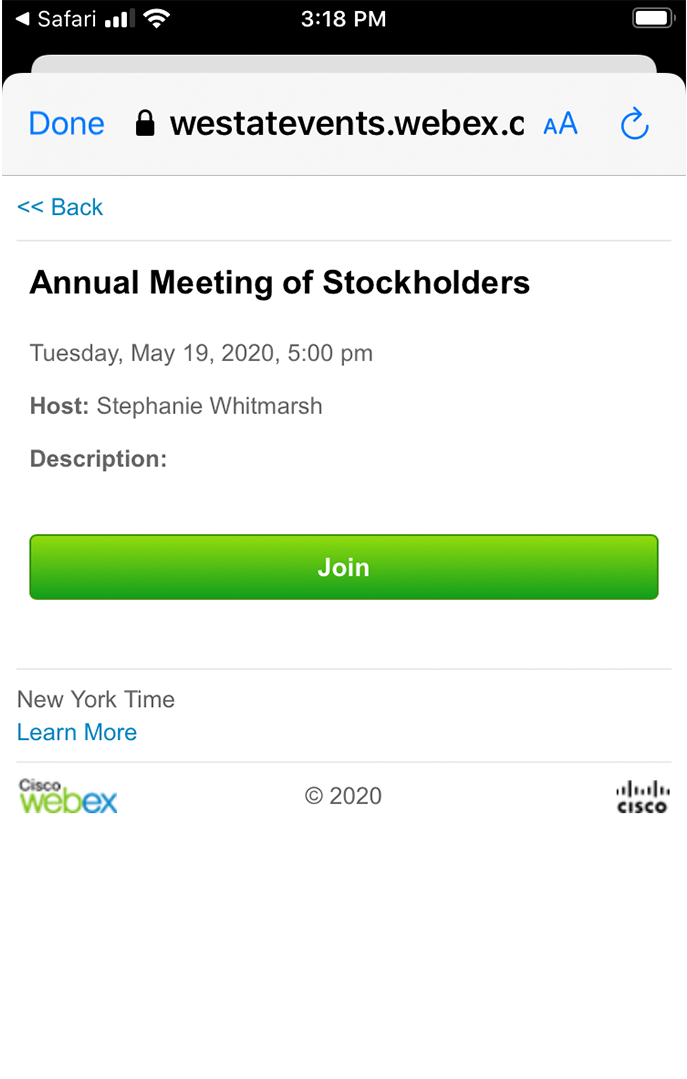 Safari 3:18 PM
Done westatevents.webex.c AA
<< Back
Annual Meeting of Stockholders
Tuesday, May 19, 2020, 5:00 pm
Host: Stephanie Whitmarsh
Description:
Join
New York Time
Learn More
Cisco
webex © 2020 CISCO